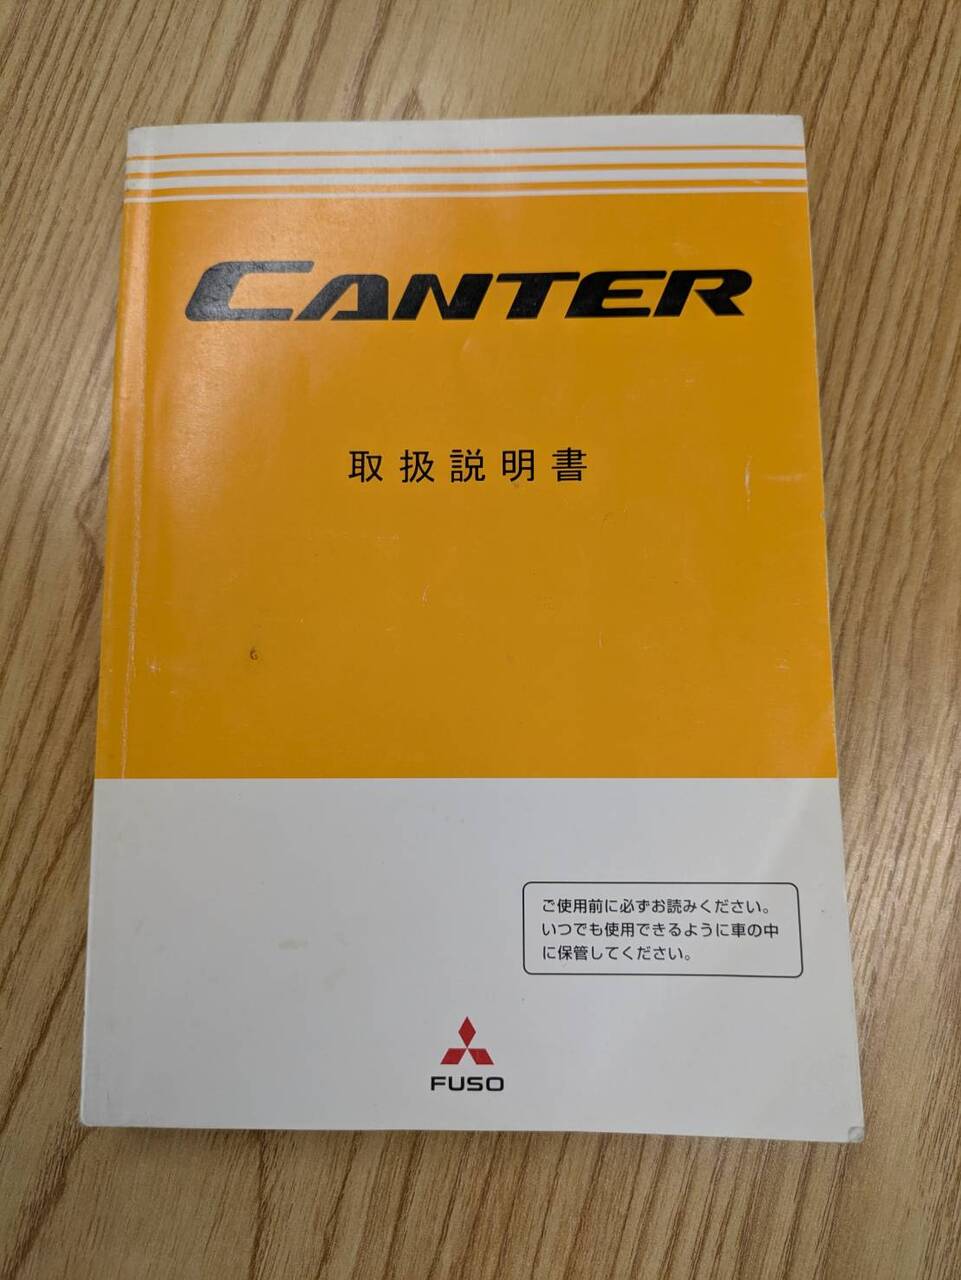 CANTER
取扱説明書
ご使用前に必ずお読みください。
いつでも使用できるように車の中
に保管してください。
FUSO